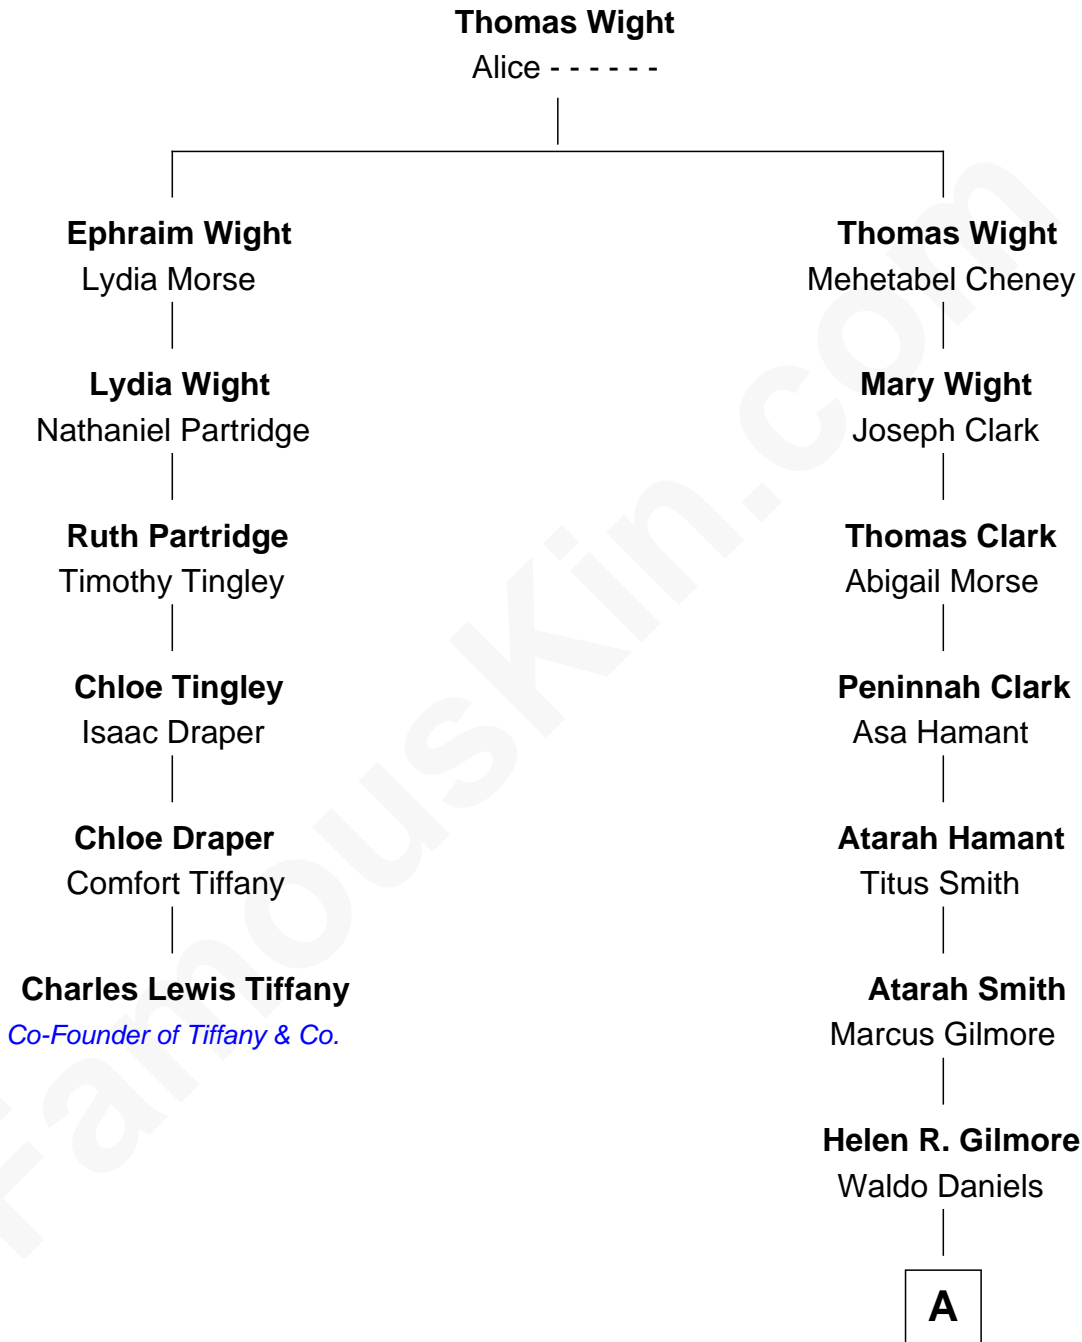 Thomas Wight
Alice - - - - - -
Ephraim Wight
Lydia Morse
Thomas Wight
Mehetabel Cheney
Lydia Wight
Nathaniel Partridge
Mary Wight
Joseph Clark
Ruth Partridge
Timothy Tingley
Thomas Clark
Abigail Morse
Chloe Tingley
Isaac Draper
Peninnah Clark
Asa Hamant
Chloe Draper
Comfort Tiffany
Atarah Hamant
Titus Smith
Charles Lewis Tiffany
Co-Founder of Tiffany & Co.
Atarah Smith
Marcus Gilmore
Helen R. Gilmore
Waldo Daniels
A
FamousKin.com